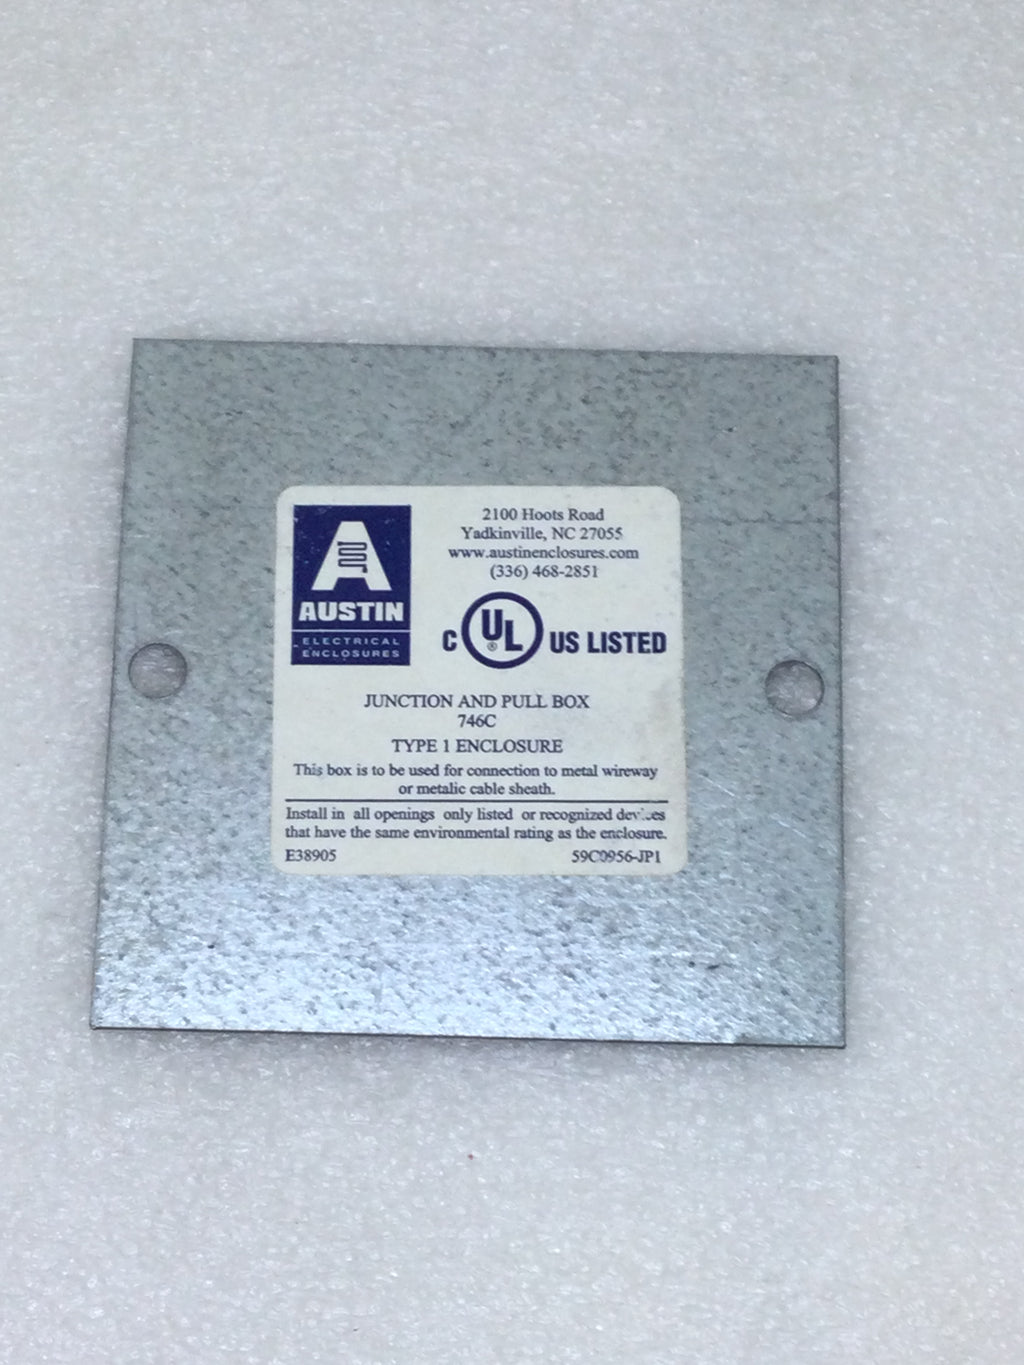 2100 Hoots Road
Yadkinville, NC 27055
www.austinenclosures.com
(336) 468-2851
A
AUSTIN
ELECTRICAL
ENCLOSURES
C UL ® US LISTED
JUNCTION AND PULL BOX
746C
TYPE 1 ENCLOSURE
This box is to be used for connection to metal wireway
or metalic cable sheath.
Install in all openings only listed or recognized devices
that have the same environmental rating as the enclosure.
E38905 59C0956-JP1